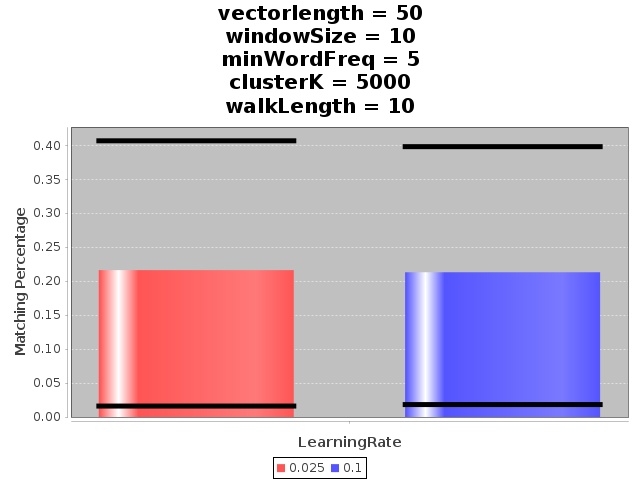 vectorlength = 50
windowSize = 10
minWordFreq = 5
clusterK = 5000
walkLength = 10
0.40
0.35
0.30
0.25
0.20
0.15
0.10
0.05
0.00
Matching Percentage
LearningRate
0.025 0.1